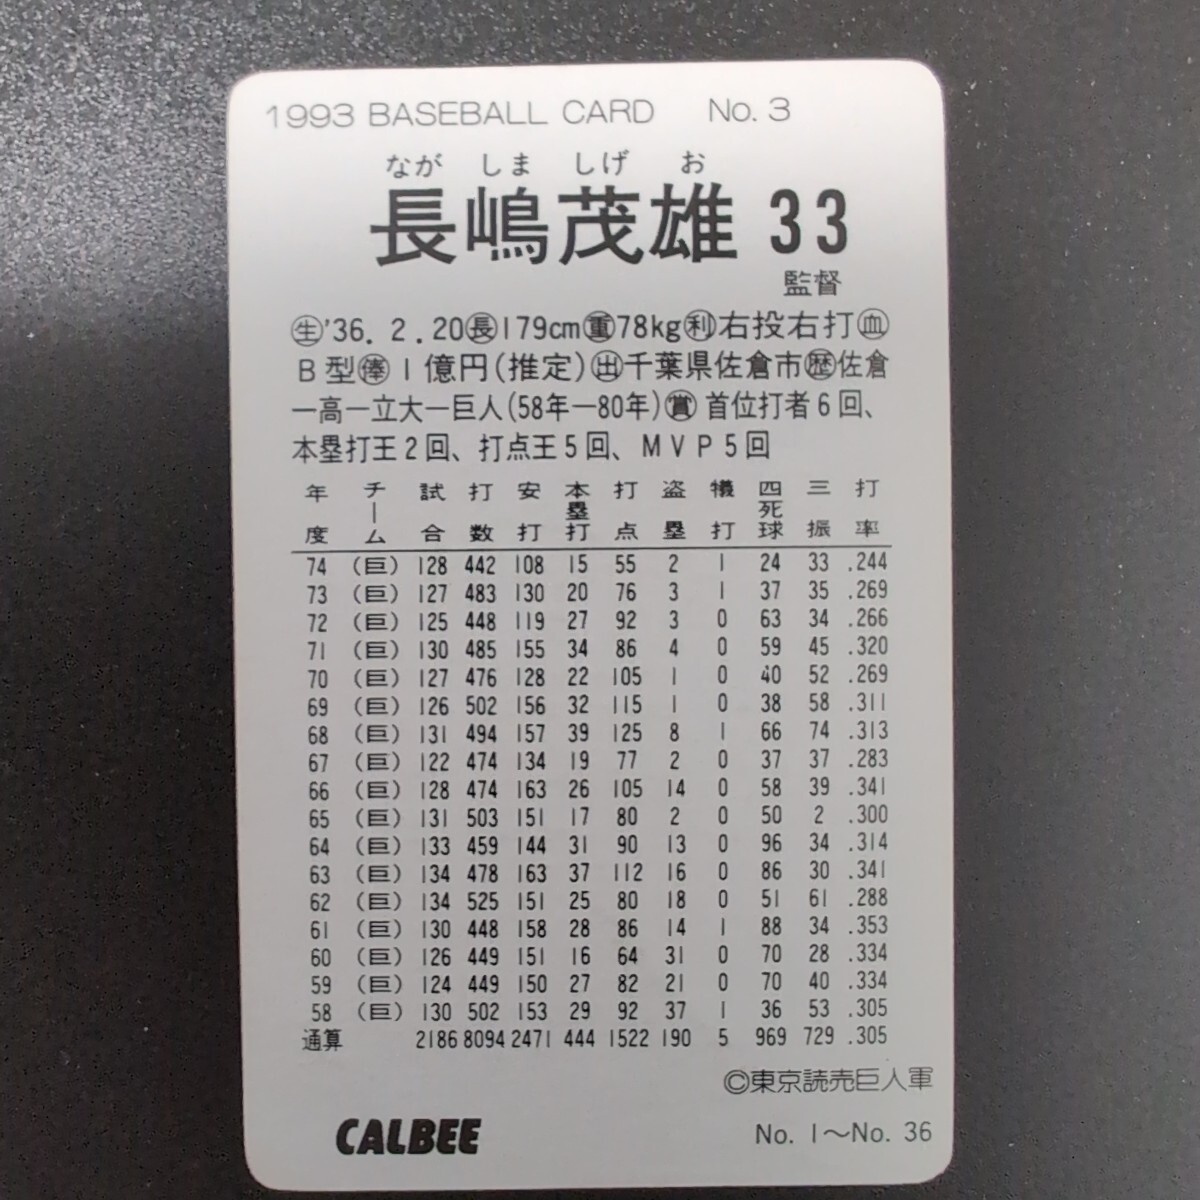 1993 BASEBALL CARD No. 3
なが しま しげ お
長嶋茂雄 33
監督
㊤'36. 2. 20㊥179cm㊥78kg㊥右投右打㊥
B型㊥1億円(推定)㊥千葉県佐倉市㊥佐倉
一高ー立大ー巨人(58年ー80年)㊥首位打者6回、
本塁打王2回、打点王5回、MVP5回
年度 チーム 試合 打数 安打 本塁打 打点 盗塁 犠打 四死球 三振 打率
74 (巨) 128 442 108 15 55 2 1 24 33 .244
73 (巨) 127 483 130 20 76 3 1 37 35 .269
72 (巨) 125 448 119 27 92 3 0 63 34 .266
71 (巨) 130 485 155 34 86 4 0 59 45 .320
70 (巨) 127 476 128 22 105 1 0 40 52 .269
69 (巨) 126 502 156 32 115 1 0 38 58 .311
68 (巨) 131 494 157 39 125 8 1 66 74 .313
67 (巨) 122 474 134 19 77 2 0 37 37 .283
66 (巨) 128 474 163 26 105 14 0 58 39 .341
65 (巨) 131 503 151 17 80 2 0 50 2 .300
64 (巨) 133 459 144 31 90 13 0 96 34 .314
63 (巨) 134 478 163 37 112 16 0 86 30 .341
62 (巨) 134 525 151 25 80 18 0 51 61 .288
61 (巨) 130 448 158 28 86 14 1 88 34 .353
60 (巨) 126 449 151 16 64 31 0 70 28 .334
59 (巨) 124 449 150 27 82 21 0 70 40 .334
58 (巨) 130 502 153 29 92 37 1 36 53 .305
通算 2186 8094 2471 444 1522 190 5 969 729 .305
©東京読売巨人軍
CALBEE No. 1〜No. 36